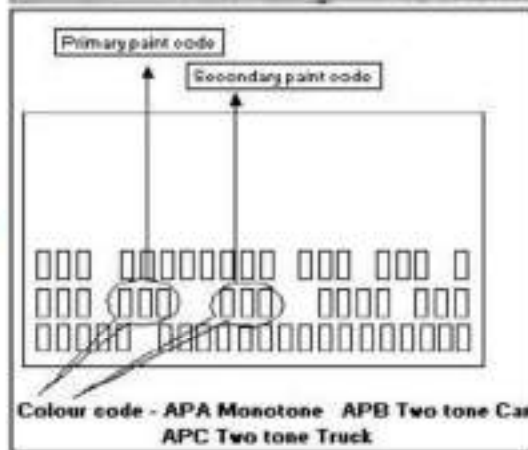 Primary paint code
Secondary paint code
Colour code - APA Monotone APB Two tone Car
APC Two tone Truck